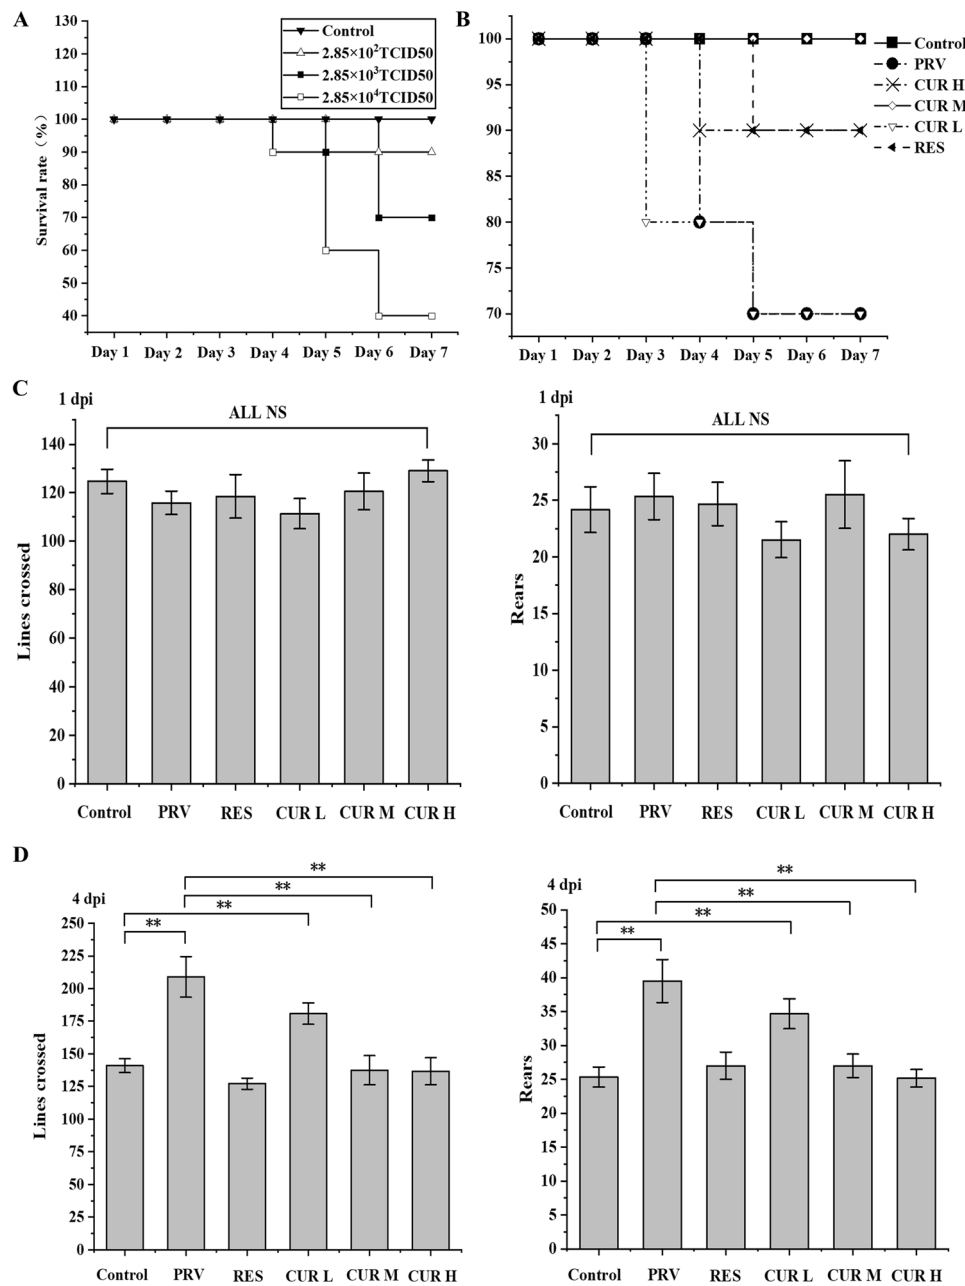 A
130
120
110
100
90
80
70
60
50
40
Survival rate（%）
Control
2.85×10²TCID50
2.85×10³TCID50
2.85×10⁴TCID50
Day 1 Day 2 Day 3 Day 4 Day 5 Day 6 Day 7
B
100
95
90
85
80
75
70
Control
PRV
CUR H
CUR M
CUR L
RES
Day 1 Day 2 Day 3 Day 4 Day 5 Day 6 Day 7
C
1 dpi
ALL NS
140
120
100
80
60
40
20
0
Lines crossed
Control PRV RES CUR L CUR M CUR H
1 dpi
ALL NS
30
25
20
15
10
5
0
Rears
Control PRV RES CUR L CUR M CUR H
D
4 dpi
**
**
**
**
250
225
200
175
150
125
100
75
50
25
0
Lines crossed
Control PRV RES CUR L CUR M CUR H
4 dpi
**
**
**
**
50
45
40
35
30
25
20
15
10
5
0
Rears
Control PRV RES CUR L CUR M CUR H